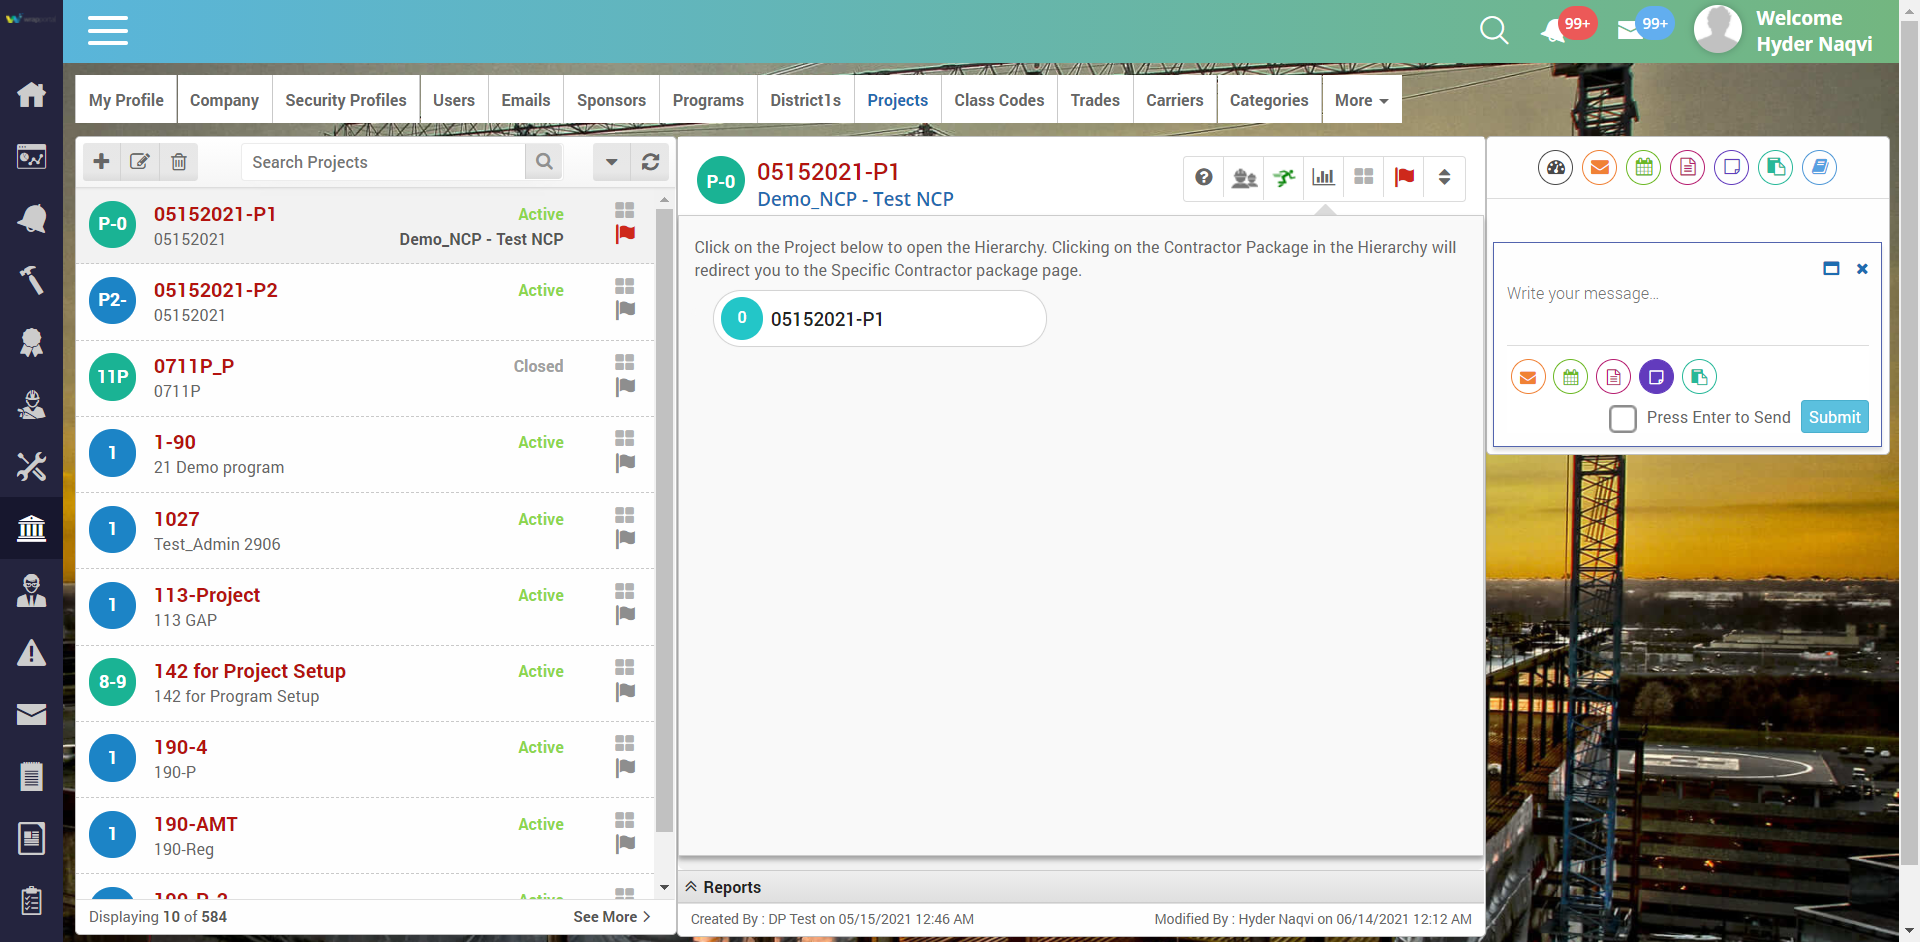 99+
99+
Welcome
Hyder Naqvi
My Profile
Company
Security Profiles
Users
Emails
Sponsors
Programs
District1s
Projects
Class Codes
Trades
Carriers
Categories
More
Search Projects
P-0
05152021-P1
Active
05152021
Demo_NCP - Test NCP
P2-
05152021-P2
Active
05152021
11P
0711P_P
Closed
0711P
1
1-90
Active
21 Demo program
1
1027
Active
Test_Admin 2906
1
113-Project
Active
113 GAP
8-9
142 for Project Setup
Active
142 for Program Setup
1
190-4
Active
190-P
1
190-AMT
Active
190-Reg
Active
Displaying 10 of 584
See More
P-0
05152021-P1
Demo_NCP - Test NCP
Click on the Project below to open the Hierarchy. Clicking on the Contractor Package in the Hierarchy will
redirect you to the Specific Contractor package page.
0
05152021-P1
Reports
Created By : DP Test on 05/15/2021 12:46 AM
Modified By : Hyder Naqvi on 06/14/2021 12:12 AM
Write your message...
Press Enter to Send
Submit